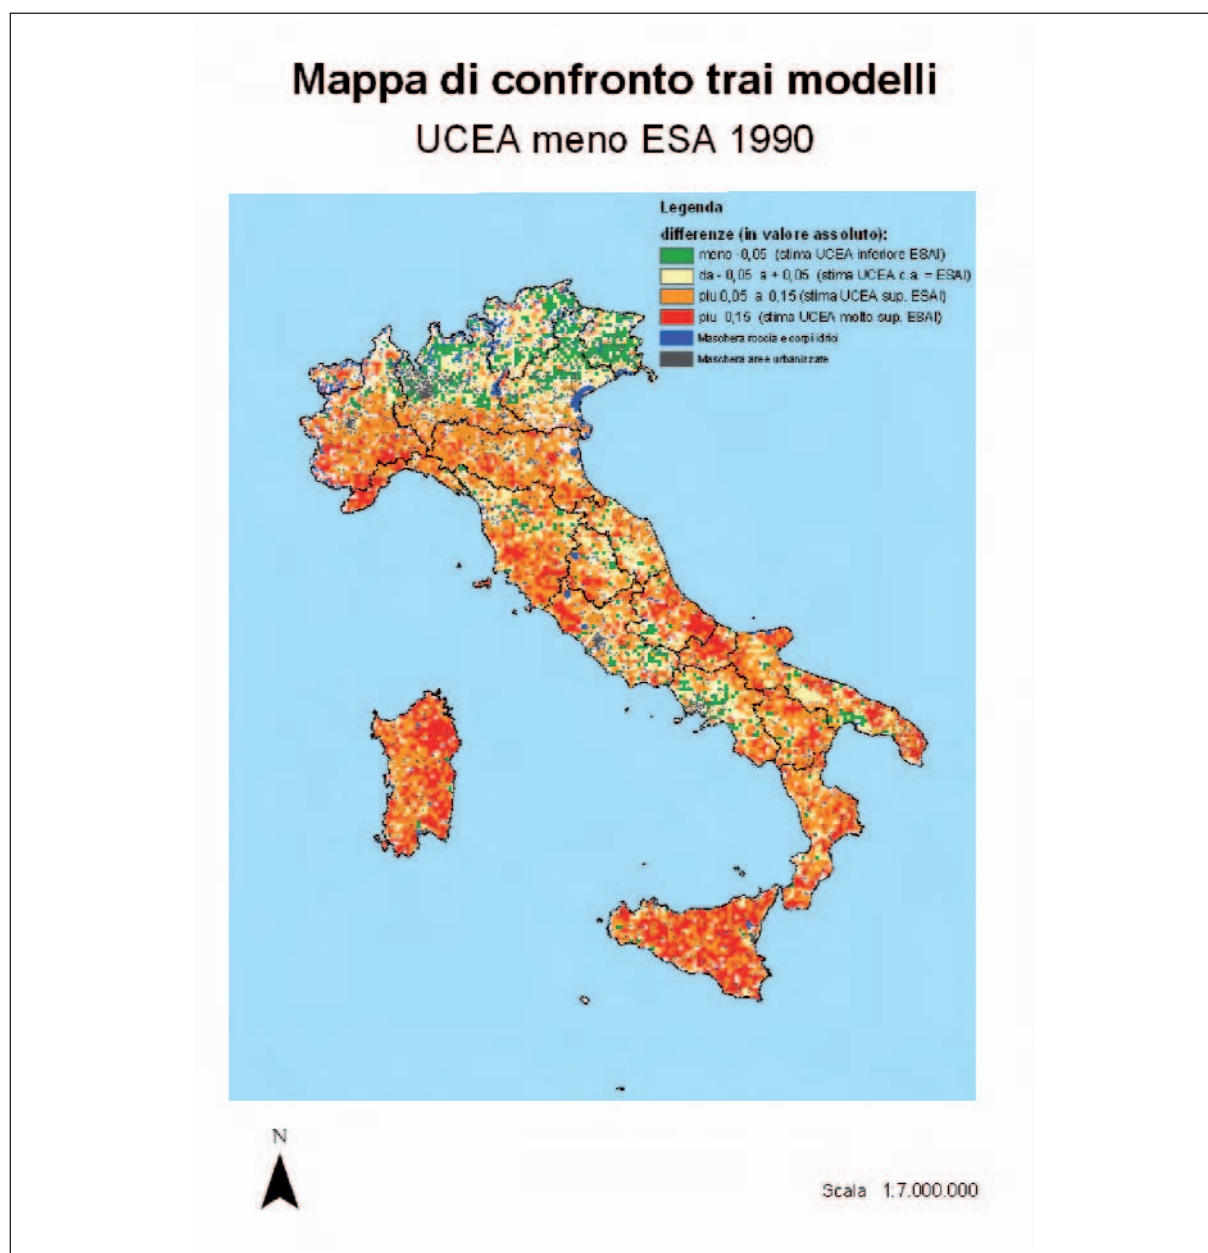 Mappa di confronto trai modelli
UCEA meno ESA 1990
Legenda
differenze (in valore assoluto):
meno -0,05 (stima UCEA inferiore ESAI)
da - 0,05 a + 0,05 (stima UCEA c.a. = ESAI)
piu 0,05 a 0,15 (stima UCEA sup. ESAI)
piu 0,15 (stima UCEA molto sup. ESAI)
Maschera roccia e corpi idrici
Maschera aree urbanizzate
N
Scala 1:7.000.000